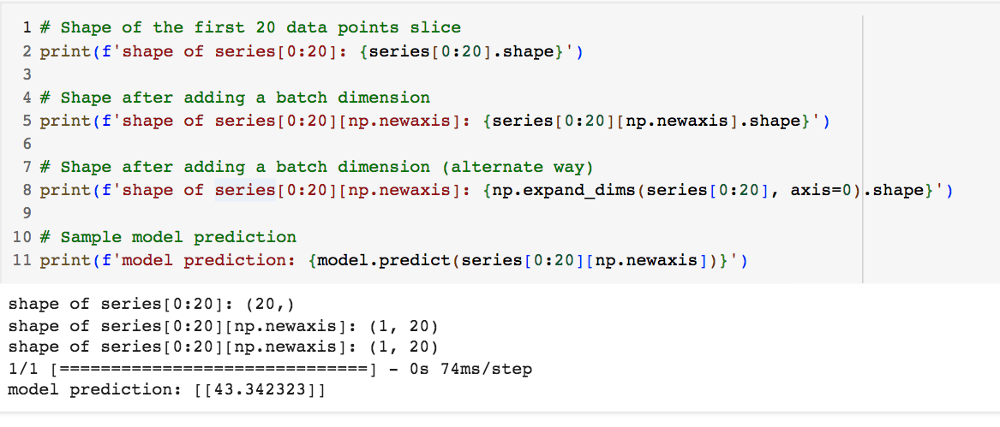 1 # Shape of the first 20 data points slice
2 print(f'shape of series[0:20]: {series[0:20].shape}')
3
4 # Shape after adding a batch dimension
5 print(f'shape of series[0:20][np.newaxis]: {series[0:20][np.newaxis].shape}')
6
7 # Shape after adding a batch dimension (alternate way)
8 print(f'shape of series[0:20][np.newaxis]: {np.expand_dims(series[0:20], axis=0).shape}')
9
10 # Sample model prediction
11 print(f'model prediction: {model.predict(series[0:20][np.newaxis])}')
shape of series[0:20]: (20,)
shape of series[0:20][np.newaxis]: (1, 20)
shape of series[0:20][np.newaxis]: (1, 20)
1/1 [==============================] - 0s 74ms/step
model prediction: [[43.342323]]